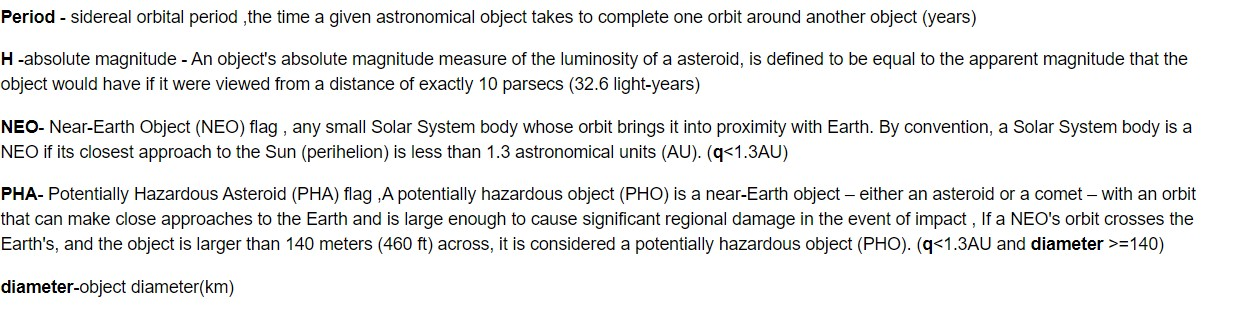 Period - sidereal orbital period ,the time a given astronomical object takes to complete one orbit around another object (years)
H -absolute magnitude - An object's absolute magnitude measure of the luminosity of a asteroid, is defined to be equal to the apparent magnitude that the
object would have if it were viewed from a distance of exactly 10 parsecs (32.6 light-years)
NEO- Near-Earth Object (NEO) flag , any small Solar System body whose orbit brings it into proximity with Earth. By convention, a Solar System body is a
NEO if its closest approach to the Sun (perihelion) is less than 1.3 astronomical units (AU). (q<1.3AU)
PHA- Potentially Hazardous Asteroid (PHA) flag ,A potentially hazardous object (PHO) is a near-Earth object – either an asteroid or a comet – with an orbit
that can make close approaches to the Earth and is large enough to cause significant regional damage in the event of impact , If a NEO's orbit crosses the
Earth's, and the object is larger than 140 meters (460 ft) across, it is considered a potentially hazardous object (PHO). (q<1.3AU and diameter >=140)
diameter-object diameter(km)